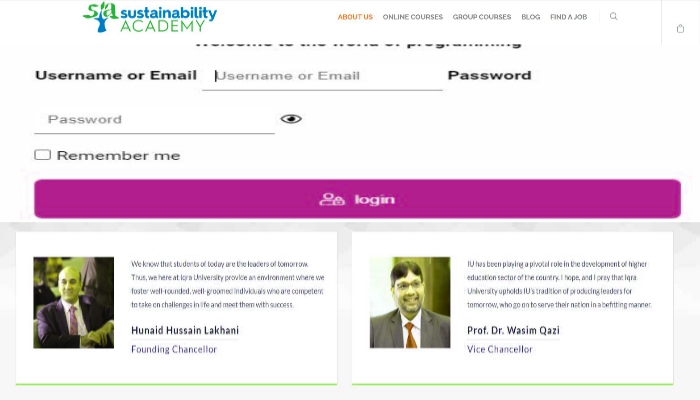 sa sustainability
ACADEMY
ABOUT US ONLINE COURSES GROUP COURSES BLOG FIND A JOB
Welcome to the world of programming
Username or Email Username or Email Password
Password
Remember me
login
We know that students of today are the leaders of tomorrow.
Thus, we here at Iqra University provide an environment where we
foster well-rounded, well-groomed individuals who are competent
to take on challenges in life and meet them with success.
Hunaid Hussain Lakhani
Founding Chancellor
IU has been playing a pivotal role in the development of higher
education sector of the country. I hope, and I pray that Iqra
University upholds IU's tradition of producing leaders for
tomorrow, who go on to serve their nation in a befitting manner.
Prof. Dr. Wasim Qazi
Vice Chancellor